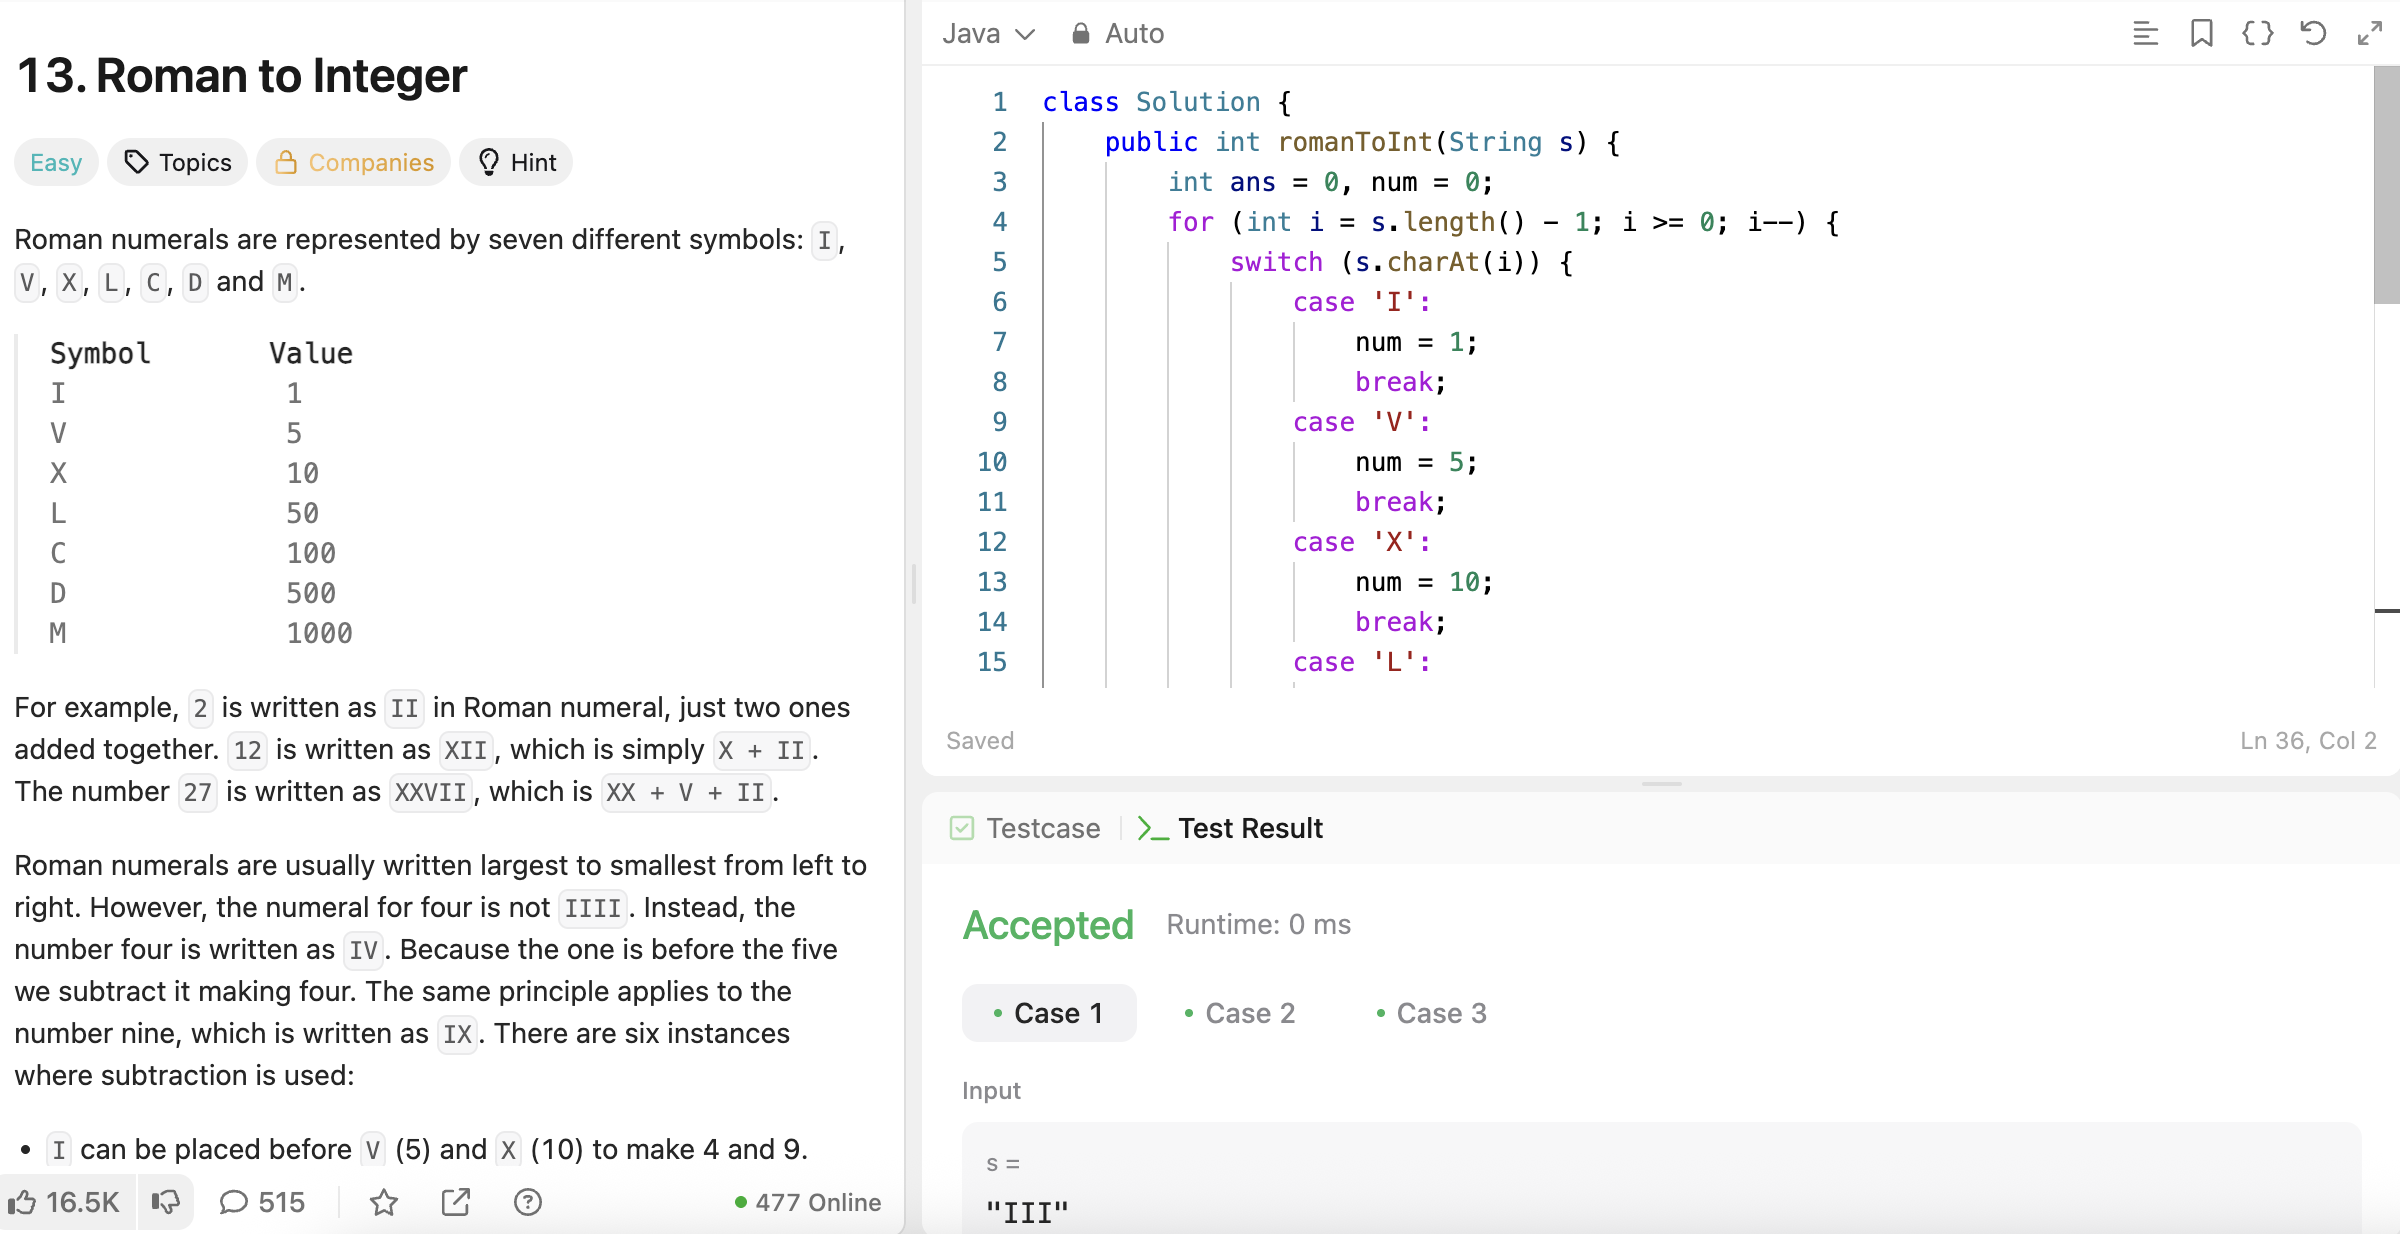 13. Roman to Integer
Easy Topics Companies Hint
Roman numerals are represented by seven different symbols: I,
V, X, L, C, D and M.
Symbol Value
I 1
V 5
X 10
L 50
C 100
D 500
M 1000
For example, 2 is written as II in Roman numeral, just two ones
added together. 12 is written as XII, which is simply X + II.
The number 27 is written as XXVII, which is XX + V + II.
Roman numerals are usually written largest to smallest from left to
right. However, the numeral for four is not IIII. Instead, the
number four is written as IV. Because the one is before the five
we subtract it making four. The same principle applies to the
number nine, which is written as IX. There are six instances
where subtraction is used:
• I can be placed before V (5) and X (10) to make 4 and 9.
16.5K 515 477 Online
Java Auto
1 class Solution {
2 public int romanToInt(String s) {
3 int ans = 0, num = 0;
4 for (int i = s.length() - 1; i >= 0; i--) {
5 switch (s.charAt(i)) {
6 case 'I':
7 num = 1;
8 break;
9 case 'V':
10 num = 5;
11 break;
12 case 'X':
13 num = 10;
14 break;
15 case 'L':
Saved Ln 36, Col 2
Testcase >_ Test Result
Accepted Runtime: 0 ms
• Case 1 • Case 2 • Case 3
Input
s =
"III"